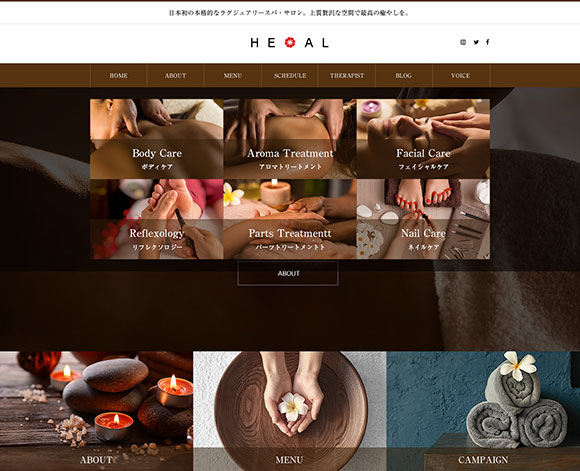 日本初の本格的なラグジュアリースパ・サロン。上質贅沢な空間で最高の癒やしを。
HE AL
HOME ABOUT MENU SCHEDULE THERAPIST BLOG VOICE
Body Care Aroma Treatment Facial Care
ボディケア アロマトリートメント フェイシャルケア
Reflexology Parts Treatmentt Nail Care
リフレクソロジー パーツトリートメントト ネイルケア
ABOUT
ABOUT MENU CAMPAIGN